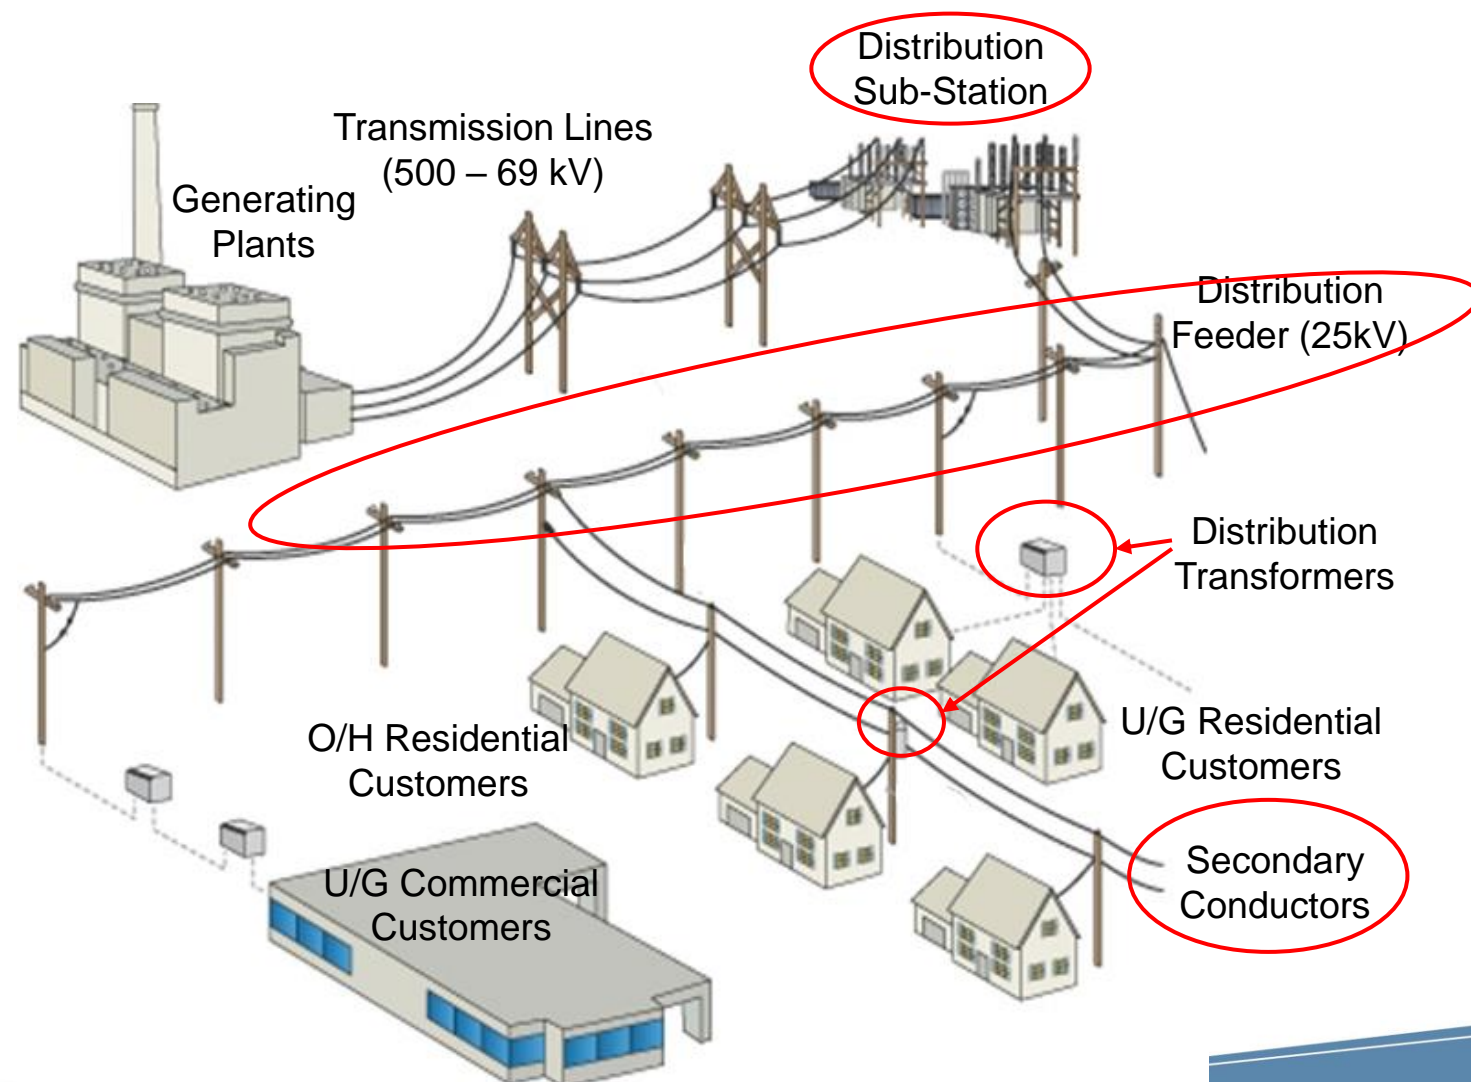 Distribution
Sub-Station
Transmission Lines
(500 – 69 kV)
Generating
Plants
Distribution
Feeder (25kV)
Distribution
Transformers
U/G Residential
Customers
O/H Residential
Customers
Secondary
Conductors
U/G Commercial
Customers